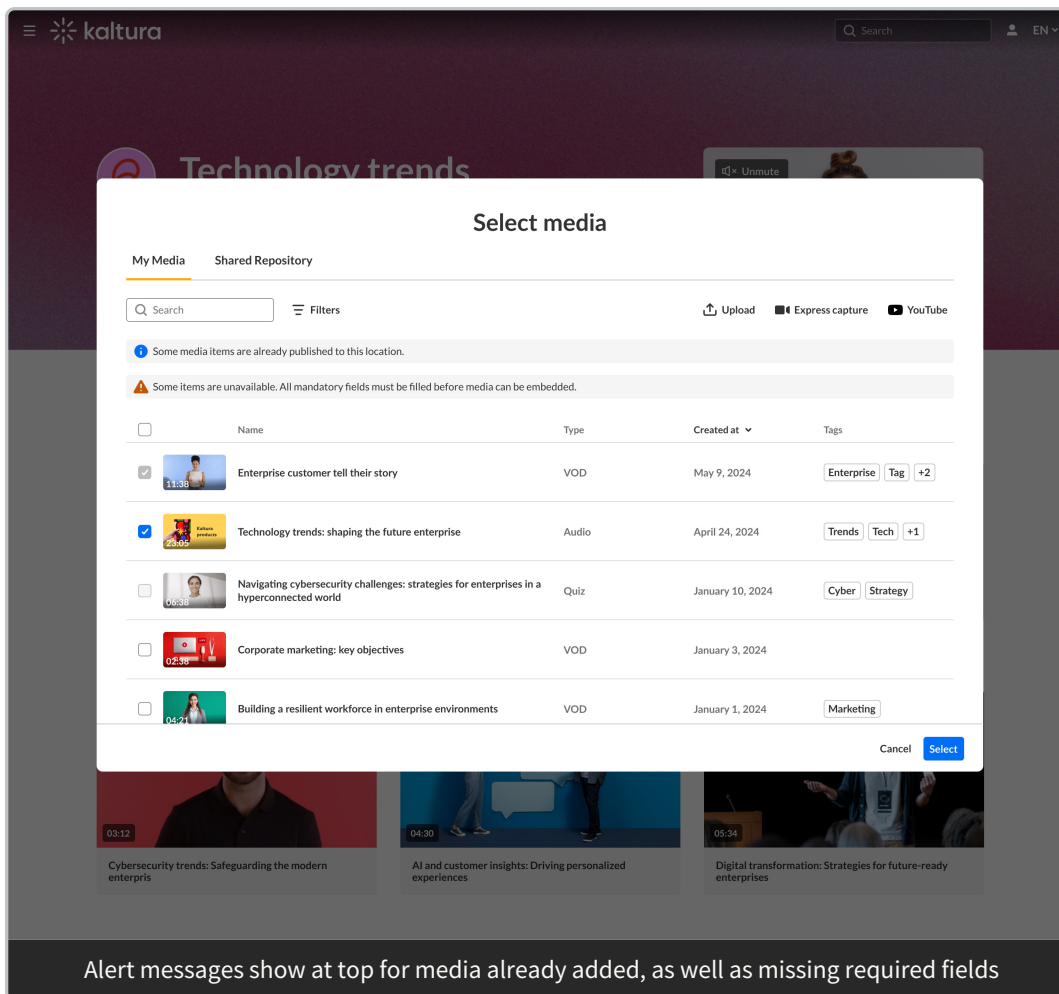 kaltura
Search
EN
Technology trends
Unmute
Select media
My Media Shared Repository
Search
Filters
Upload Express capture YouTube
Some media items are already published to this location.
Some items are unavailable. All mandatory fields must be filled before media can be embedded.
Name Type Created at Tags
11:38 Enterprise customer tell their story VOD May 9, 2024 Enterprise Tag +2
Kaltura
products
23:05 Technology trends: shaping the future enterprise Audio April 24, 2024 Trends Tech +1
06:38 Navigating cybersecurity challenges: strategies for enterprises in a
hyperconnected world Quiz January 10, 2024 Cyber Strategy
02:38 Corporate marketing: key objectives VOD January 3, 2024
04:21 Building a resilient workforce in enterprise environments VOD January 1, 2024 Marketing
Cancel Select
03:12 04:30 05:34
Cybersecurity trends: Safeguarding the modern
enterpris
AI and customer insights: Driving personalized
experiences
Digital transformation: Strategies for future-ready
enterprises
Alert messages show at top for media already added, as well as missing required fields